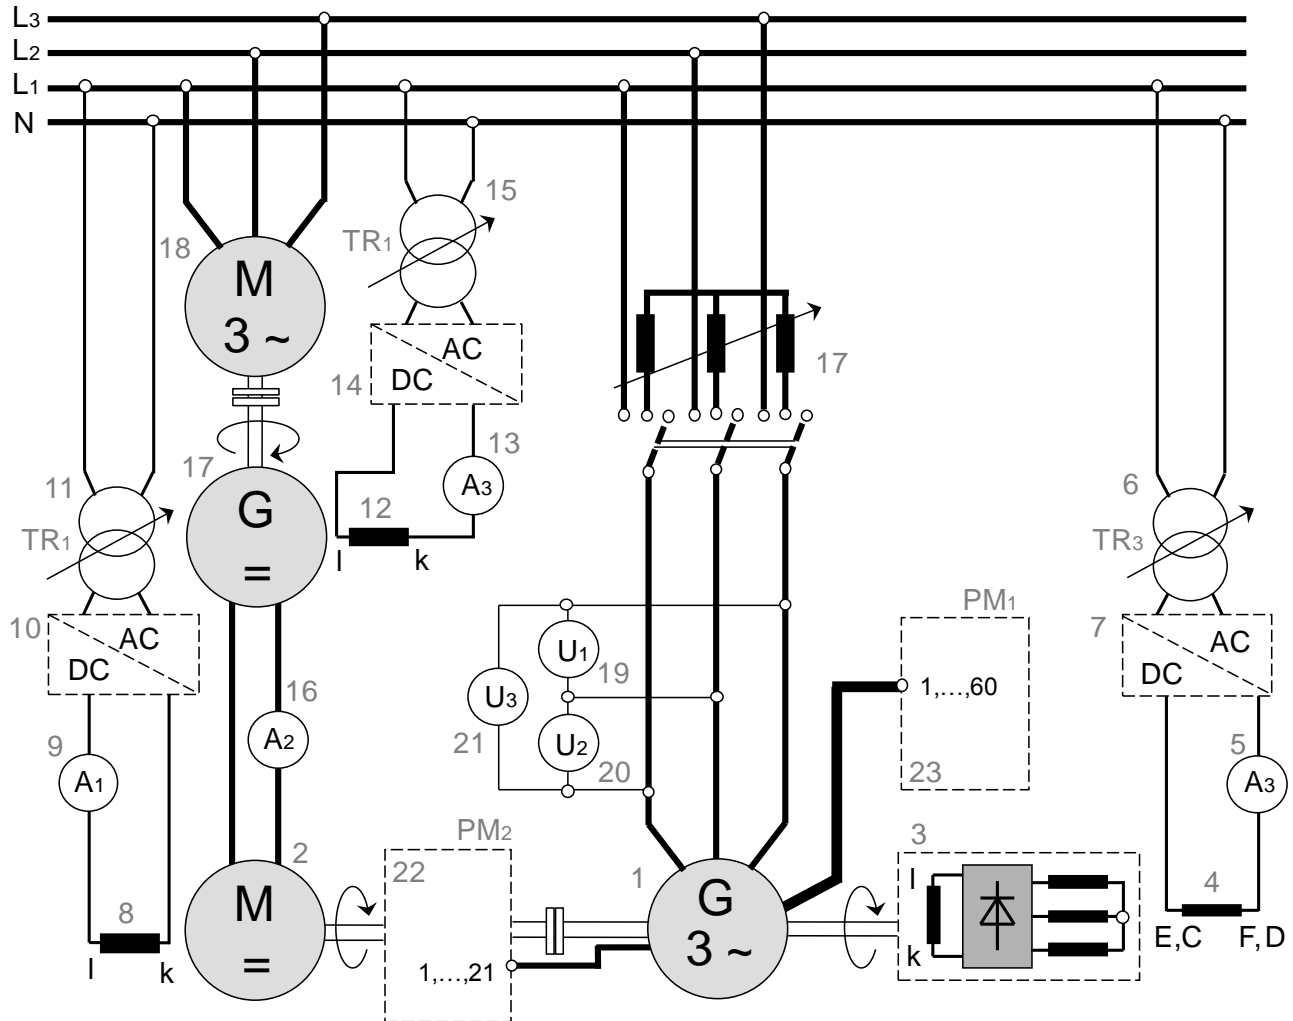 L3
L2
L1
N
15
TR1
18
M
3 ~
AC
DC
14
17
13
17
11
G
=
A3
12
l
k
6
TR1
TR3
10
AC
DC
PM1
7
AC
DC
U1
19
16
U3
1,…,60
9
A2
21
U2
5
20
23
A1
A3
PM2
2
22
3
8
M
=
1
G
3 ~
l
k
4
E,C
F,D
l
k
1,…,21